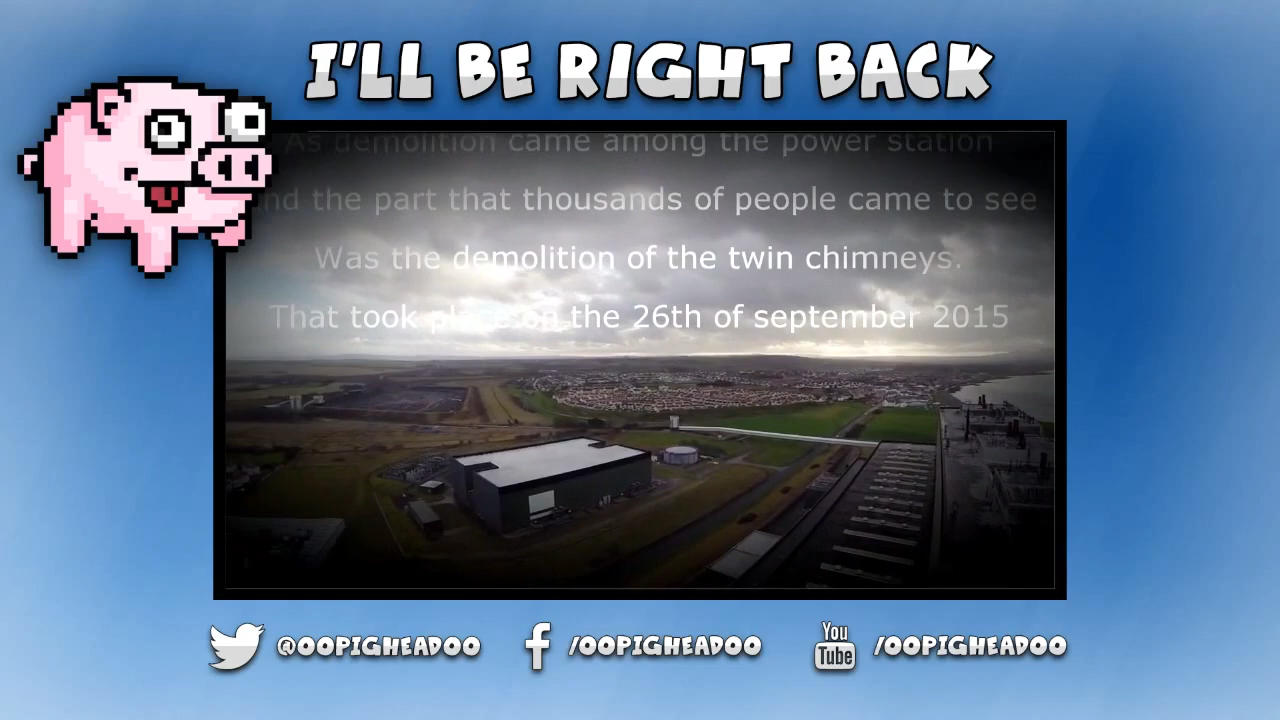 I'LL BE RIGHT BACK
As demolition came among the power station
nd the part that thousands of people came to see
Was the demolition of the twin chimneys.
That took place on the 26th of september 2015
@OOPIGHEADOO /OOPIGHEADOO You Tube /OOPIGHEADOO